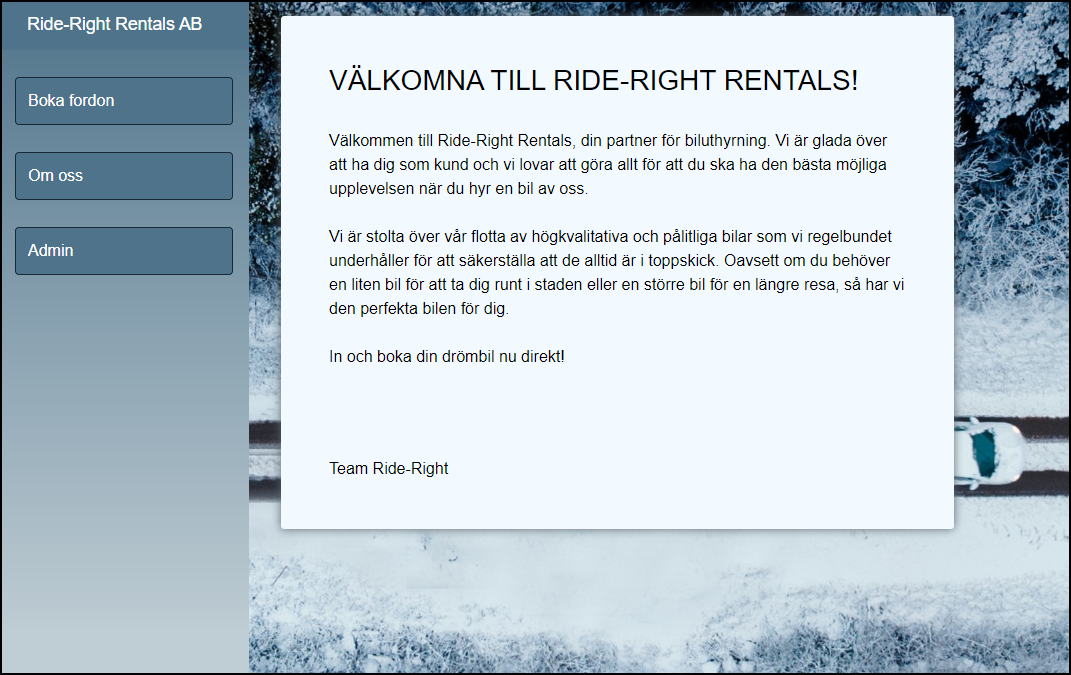 Ride-Right Rentals AB
Boka fordon
Om oss
Admin
VÄLKOMNA TILL RIDE-RIGHT RENTALS!
Välkommen till Ride-Right Rentals, din partner för biluthyrning. Vi är glada över
att ha dig som kund och vi lovar att göra allt för att du ska ha den bästa möjliga
upplevelsen när du hyr en bil av oss.
Vi är stolta över vår flotta av högkvalitativa och pålitliga bilar som vi regelbundet
underhåller för att säkerställa att de alltid är i toppskick. Oavsett om du behöver
en liten bil för att ta dig runt i staden eller en större bil för en längre resa, så har vi
den perfekta bilen för dig.
In och boka din drömbil nu direkt!
Team Ride-Right